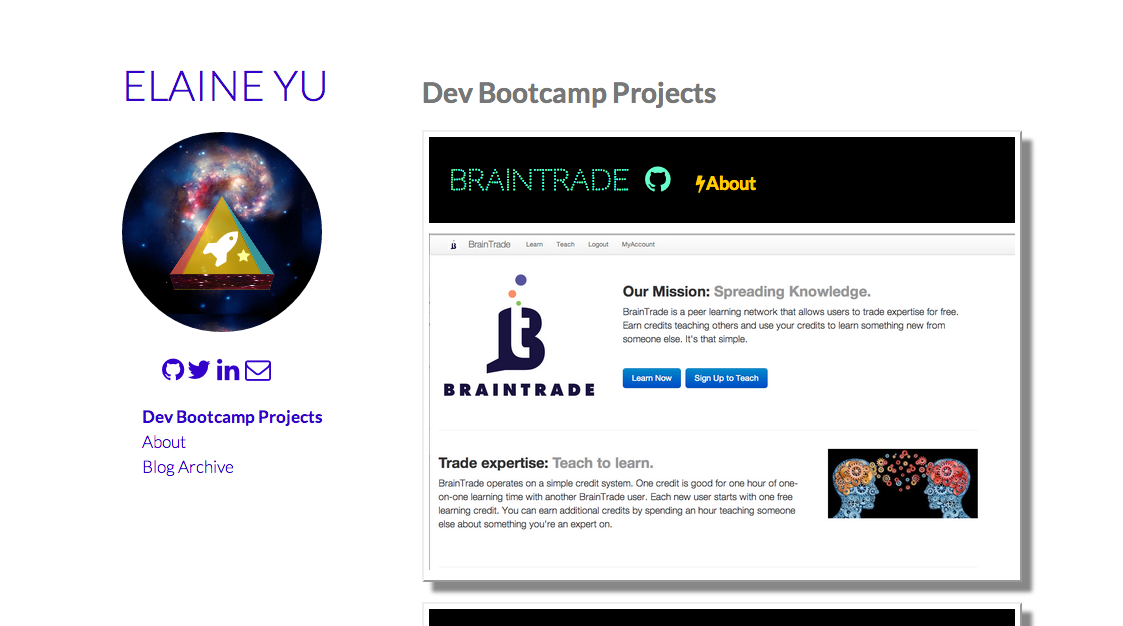 ELAINE YU
Dev Bootcamp Projects
About
Blog Archive
Dev Bootcamp Projects
BRAINTRADE
About
BrainTrade Learn Teach Logout MyAccount
BRAINTRADE
Our Mission: Spreading Knowledge.
BrainTrade is a peer learning network that allows users to trade expertise for free.
Earn credits teaching others and use your credits to learn something new from
someone else. It's that simple.
Learn Now Sign Up to Teach
Trade expertise: Teach to learn.
BrainTrade operates on a simple credit system. One credit is good for one hour of one-
on-one learning time with another BrainTrade user. Each new user starts with one free
learning credit. You can earn additional credits by spending an hour teaching someone
else about something you're an expert on.